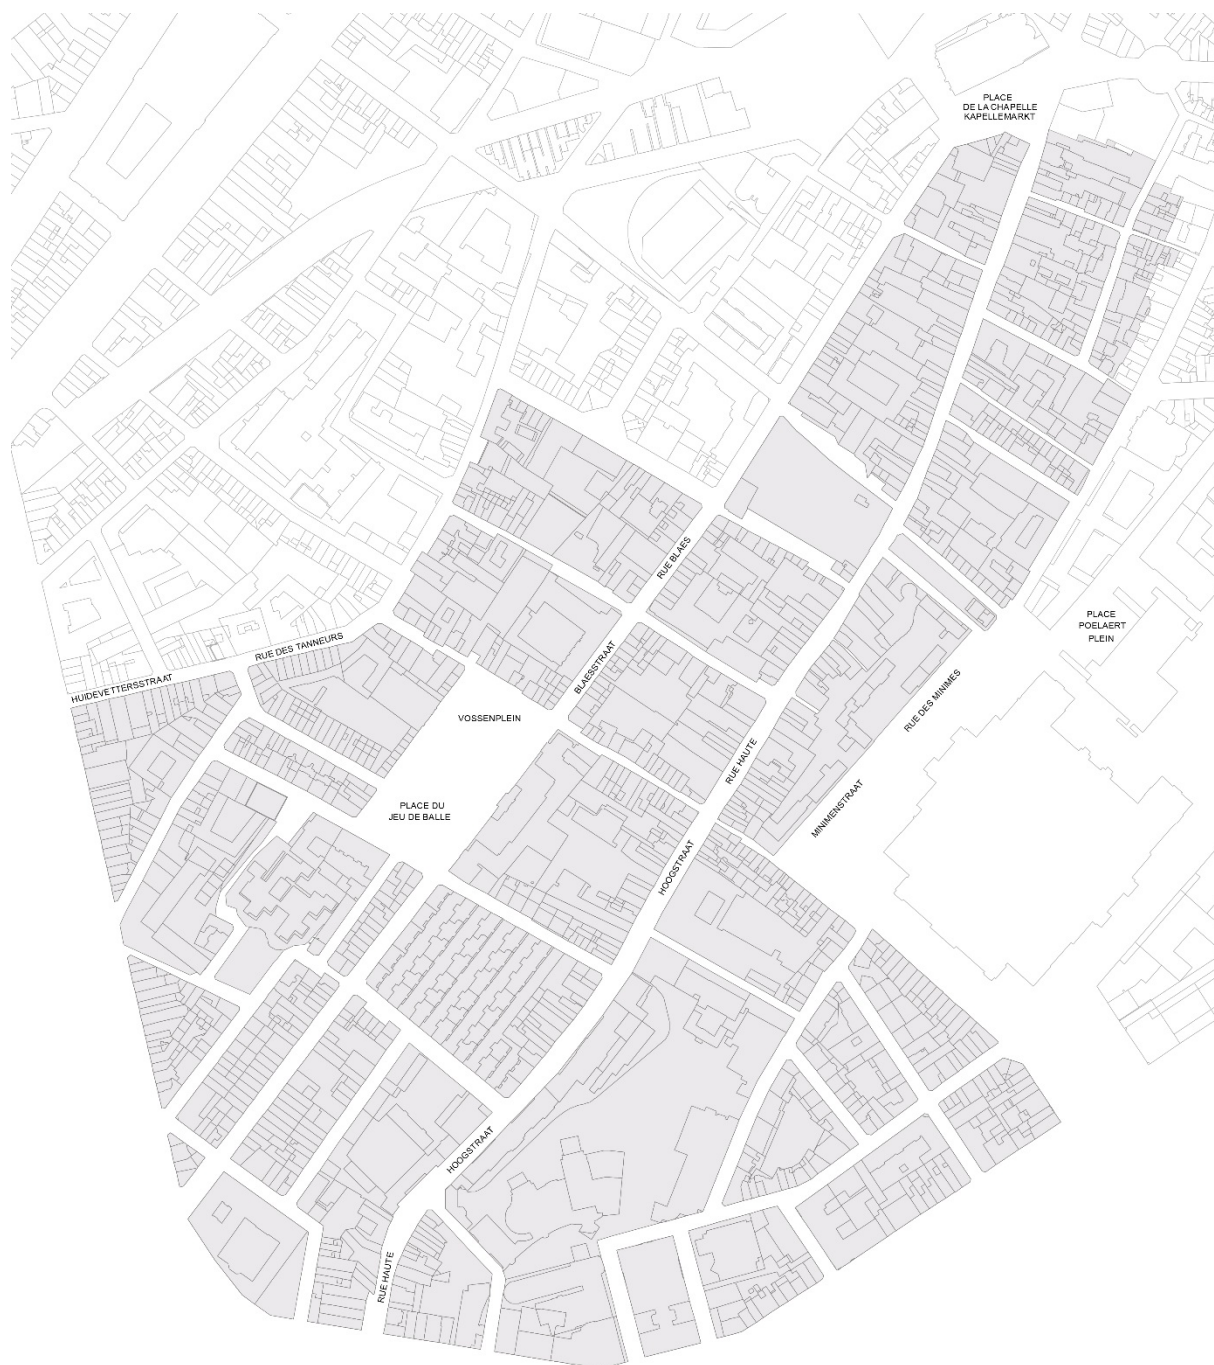 PLACE
DE LA CHAPELLE
KAPELLEMARKT
RUE BLAES
PLACE
POELAERT
PLEIN
RUE DES TANNEURS
HUIDEVETTERSSTRAAT
BLAESSTRAAT
RUE DES MINIMES
VOSSENPLEIN
RUE HAUTE
PLACE DU
JEU DE BALLE
MINIMENSTRAAT
HOOGSTRAAT
HOOGSTRAAT
RUE HAUTE